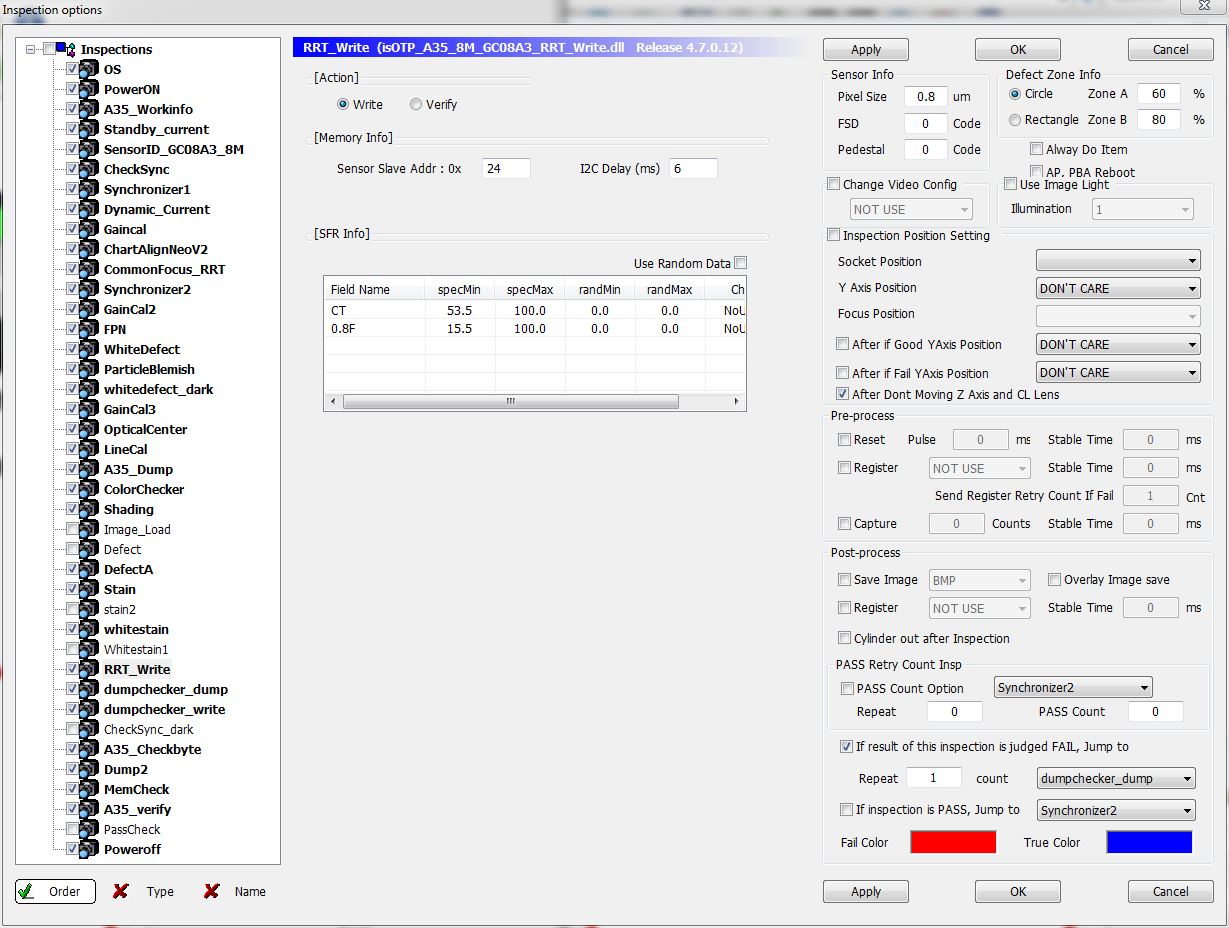 Inspection options
Inspections
OS
PowerON
A35_Workinfo
Standby_current
SensorID_GC08A3_8M
CheckSync
Synchronizer1
Dynamic_Current
Gaincal
ChartAlignNeoV2
CommonFocus_RRT
Synchronizer2
GainCal2
FPN
WhiteDefect
ParticleBlemish
whitedefect_dark
GainCal3
OpticalCenter
LineCal
A35_Dump
ColorChecker
Shading
Image_Load
Defect
DefectA
Stain
stain2
whitestain
Whitestain1
RRT_Write
dumpchecker_dump
dumpchecker_write
CheckSync_dark
A35_Checkbyte
Dump2
MemCheck
A35_verify
PassCheck
Poweroff
Order Type Name
RRT_Write (isOTP_A35_8M_GC08A3_RRT_Write.dll Release 4.7.0.12)
[Action]
Write Verify
[Memory Info]
Sensor Slave Addr : 0x 24 I2C Delay (ms) 6
[SFR Info]
Use Random Data
Field Name specMin specMax randMin randMax Ch
CT 53.5 100.0 0.0 0.0 NoU
0.8F 15.5 100.0 0.0 0.0 NoU
Apply OK Cancel
Sensor Info
Pixel Size 0.8 um
FSD 0 Code
Pedestal 0 Code
Defect Zone Info
Circle Zone A 60 %
Rectangle Zone B 80 %
Alway Do Item
AP, PBA Reboot
Change Video Config
NOT USE
Use Image Light
Illumination 1
Inspection Position Setting
Socket Position
Y Axis Position DON'T CARE
Focus Position
After if Good YAxis Position DON'T CARE
After if Fail YAxis Position DON'T CARE
After Dont Moving Z Axis and CL Lens
Pre-process
Reset Pulse 0 ms Stable Time 0 ms
Register NOT USE Stable Time 0 ms
Send Register Retry Count If Fail 1 Cnt
Capture 0 Counts Stable Time 0 ms
Post-process
Save Image BMP Overlay Image save
Register NOT USE Stable Time 0 ms
Cylinder out after Inspection
PASS Retry Count Insp
PASS Count Option Synchronizer2
Repeat 0 PASS Count 0
If result of this inspection is judged FAIL, Jump to
Repeat 1 count dumpchecker_dump
If inspection is PASS, Jump to Synchronizer2
Fail Color True Color
Apply OK Cancel